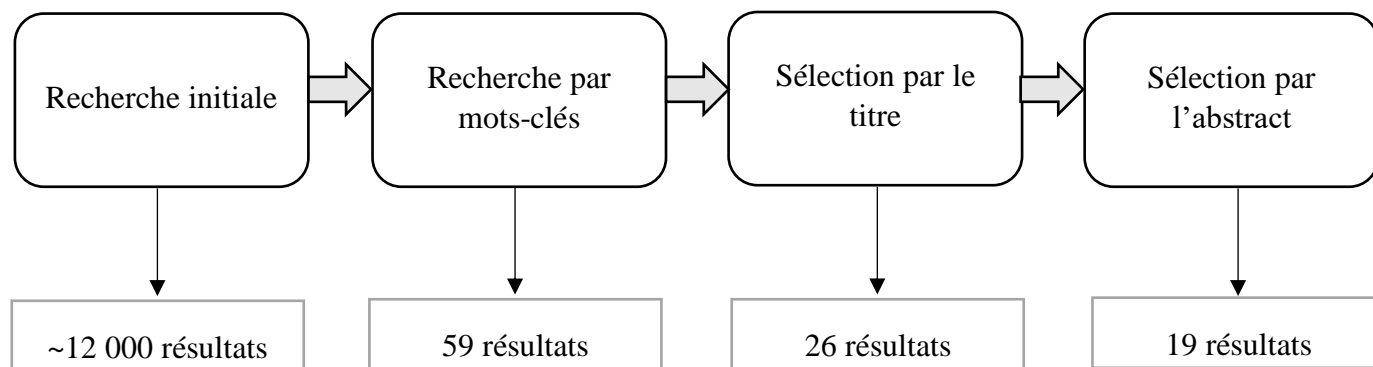 Recherche initiale
Recherche par
mots-clés
Sélection par le
titre
Sélection par
l’abstract
~12 000 résultats
59 résultats
26 résultats
19 résultats